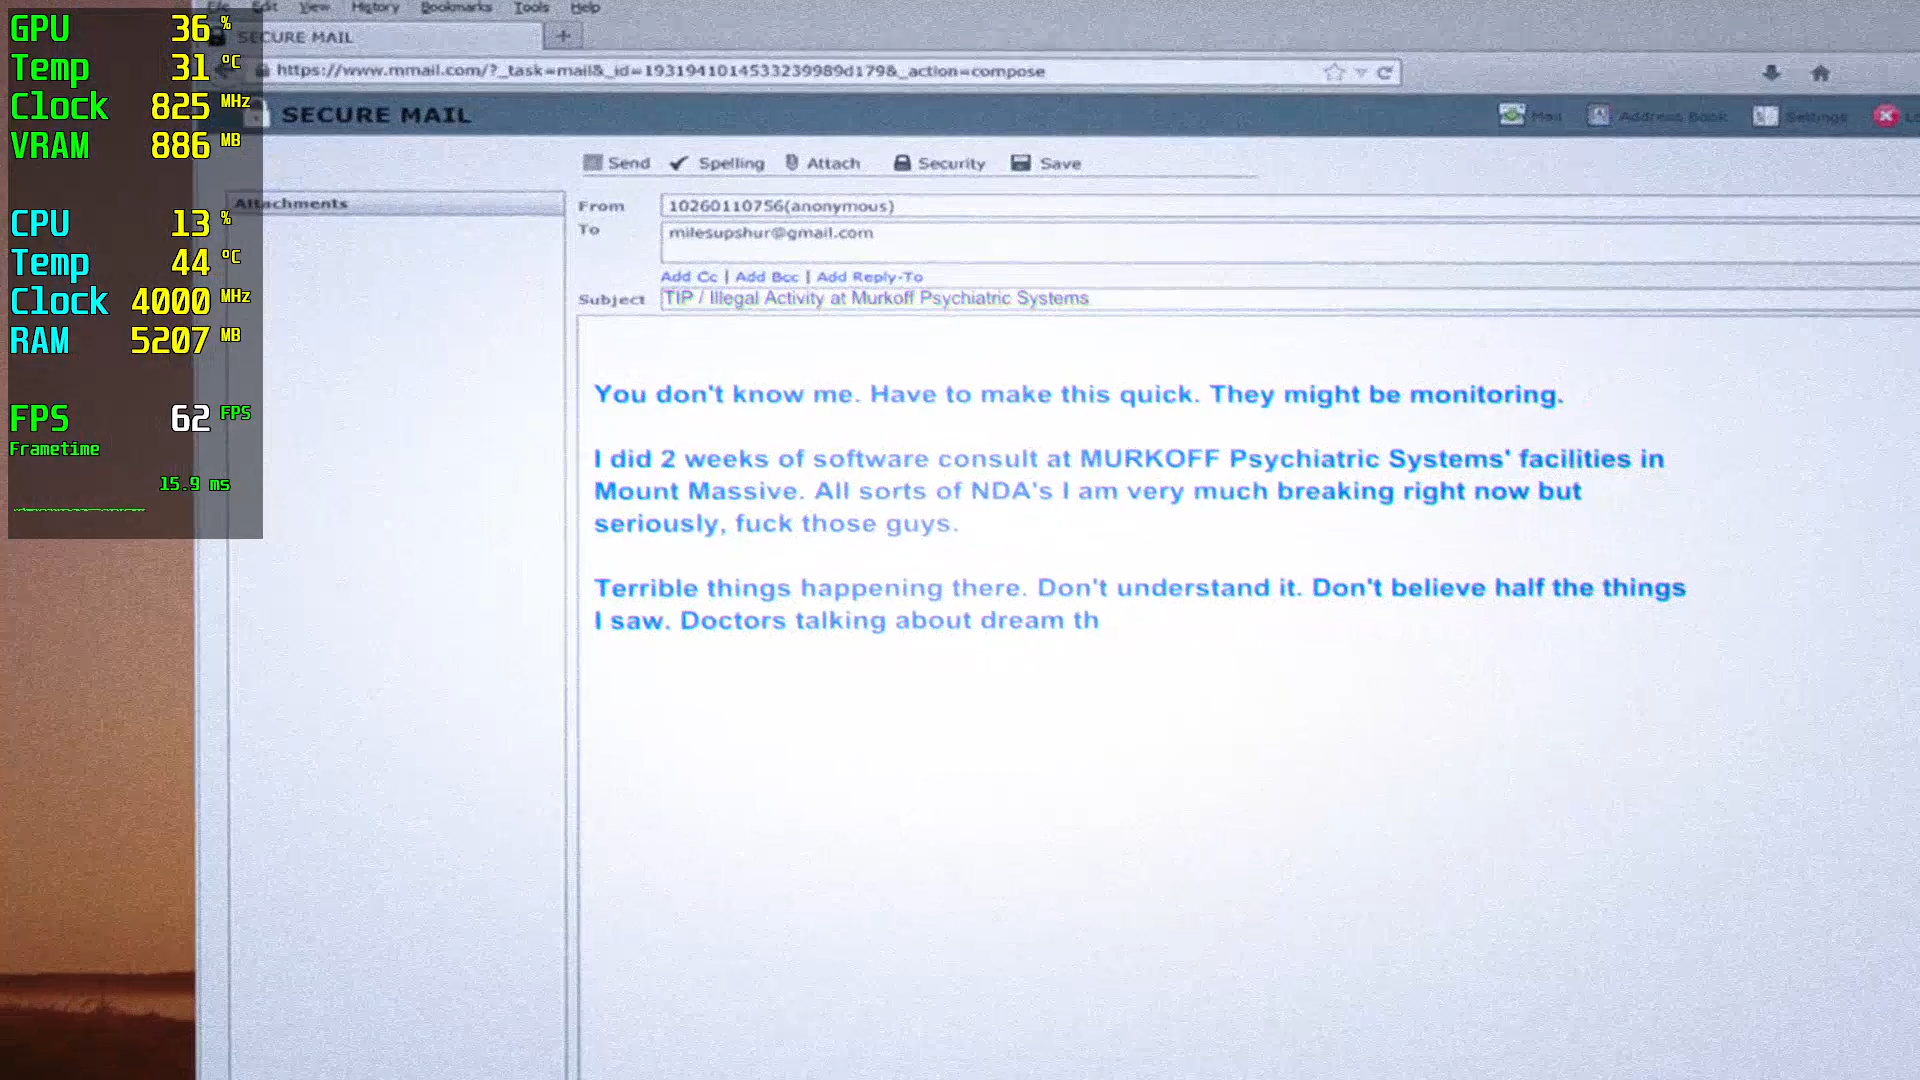 File Edit View History Bookmarks Tools Help
SECURE MAIL
https://www.mmail.com/?_task=mail&_id=1931941014533239989d179&_action=compose
SECURE MAIL
Mail Address Book Settings
Send Spelling Attach Security Save
Attachments
From 10260110756(anonymous)
To milesupshur@gmail.com
Add Cc | Add Bcc | Add Reply-To
Subject TIP / Illegal Activity at Murkoff Psychiatric Systems
You don't know me. Have to make this quick. They might be monitoring.
I did 2 weeks of software consult at MURKOFF Psychiatric Systems' facilities in
Mount Massive. All sorts of NDA's I am very much breaking right now but
seriously, fuck those guys.
Terrible things happening there. Don't understand it. Don't believe half the things
I saw. Doctors talking about dream th
GPU 36 %
Temp 31 °C
Clock 825 MHz
VRAM 886 MB
CPU 13 %
Temp 44 °C
Clock 4000 MHz
RAM 5207 MB
FPS 62 FPS
Frametime
15.9 ms